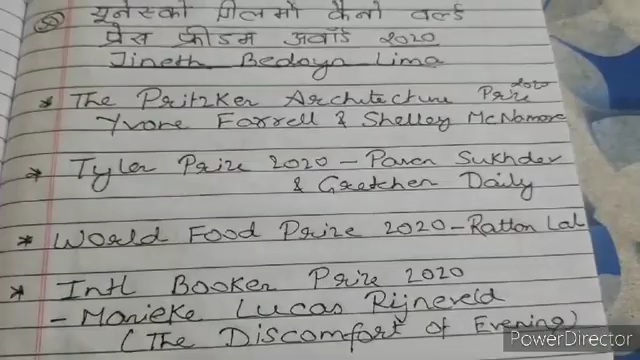 50 यूनेस्को गिलमो कैनो वर्ल्ड
प्रेस फ्रीडम अवॉर्ड 2020
Jineth Bedoya Lima
* The Pritzker Architecture Prize 2020
Yvone Farrell & Shelley McNamara
* Tyler Prize 2020 - Pavan Sukhdev
& Gretchen Daily
* World Food Prize 2020 - Rattan Lal
* Intl Booker Prize 2020
- Marieke Lucas Rijneveld
(The Discomfort of Evening)
PowerDirector